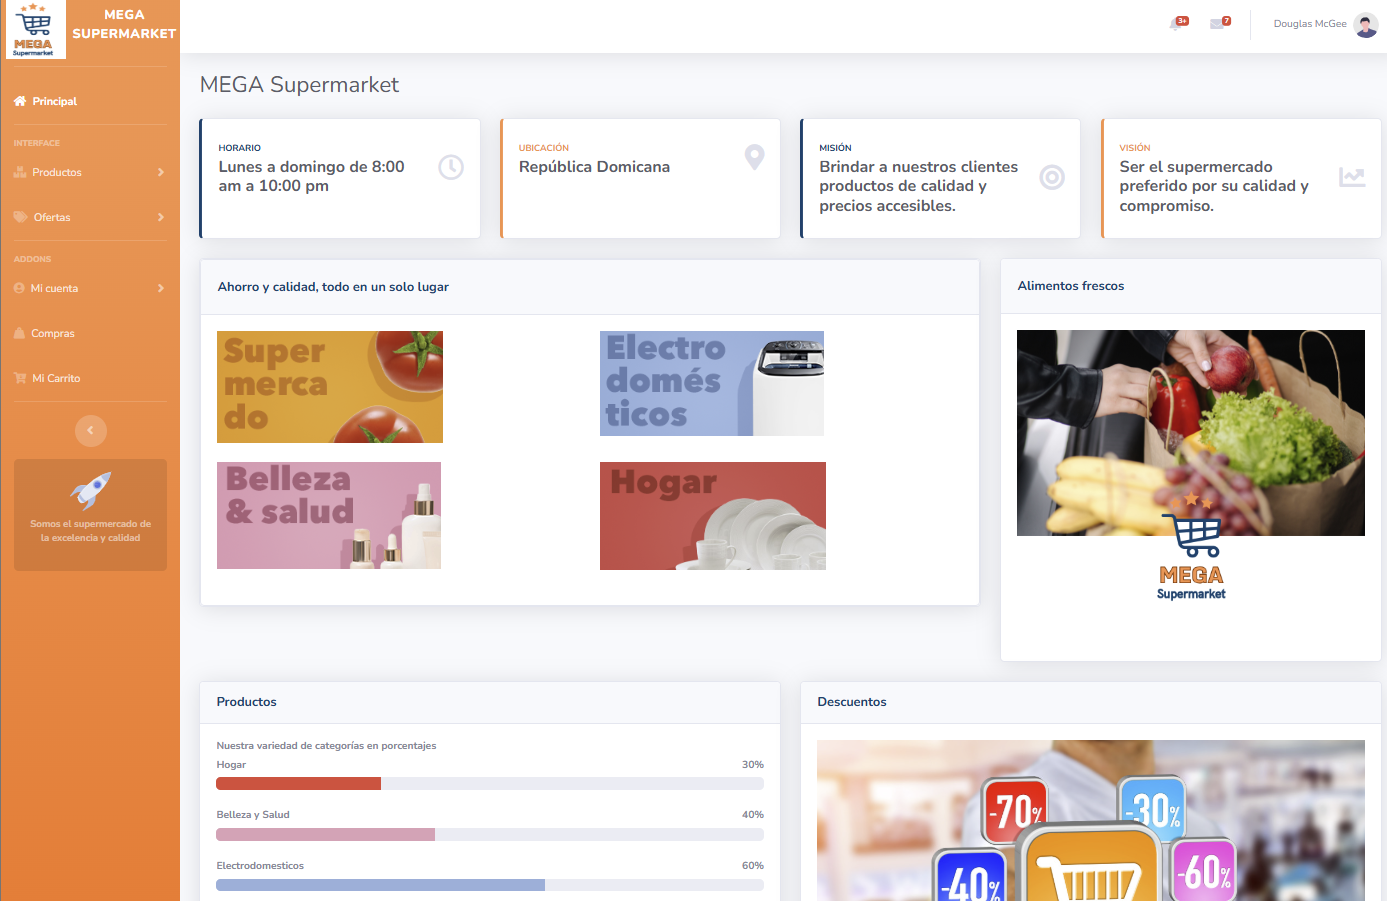 MEGA
Supermarket
MEGA
SUPERMARKET
3+
7
Douglas McGee
Principal
INTERFACE
Productos
Ofertas
ADDONS
Mi cuenta
Compras
Mi Carrito
Somos el supermercado de
la excelencia y calidad
MEGA Supermarket
HORARIO
Lunes a domingo de 8:00
am a 10:00 pm
UBICACIÓN
República Domicana
MISIÓN
Brindar a nuestros clientes
productos de calidad y
precios accesibles.
VISIÓN
Ser el supermercado
preferido por su calidad y
compromiso.
Ahorro y calidad, todo en un solo lugar
Super
merca
do
Electro
domés
ticos
Belleza
& salud
Hogar
Alimentos frescos
MEGA
Supermarket
Productos
Nuestra variedad de categorías en porcentajes
Hogar 30%
Belleza y Salud 40%
Electrodomesticos 60%
Descuentos
-70%
-30%
-40%
-60%